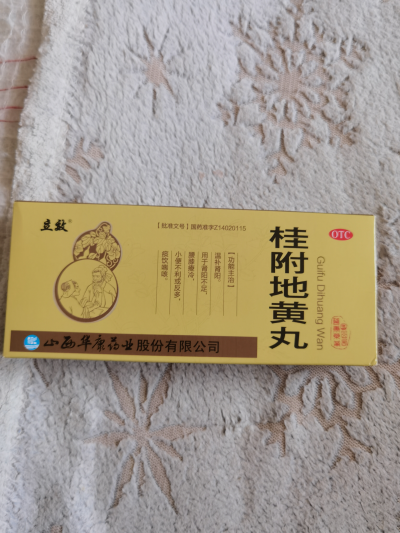 立效®
【批准文号】国药准字Z14020115
OTC
桂附地黄丸
Guifu Dihuang Wan
【功能主治】
温补肾阳。
用于肾阳不足，
腰膝痠冷，
小便不利或反多，
痰饮喘咳。
山西华康药业股份有限公司